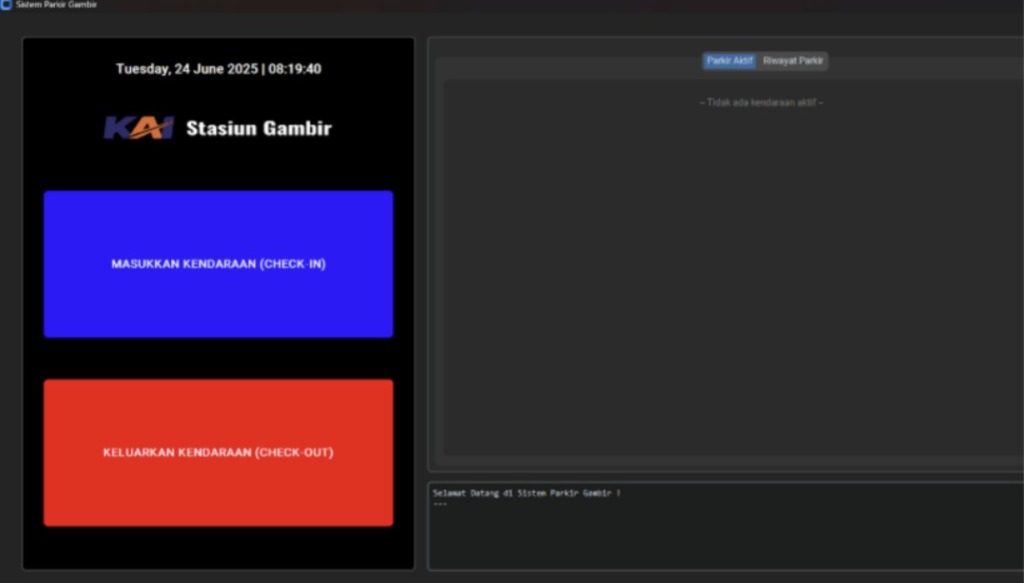 Sistem Parkir Gambir
Tuesday, 24 June 2025 | 08:19:40
KAI Stasiun Gambir
MASUKKAN KENDARAAN (CHECK-IN)
KELUARKAN KENDARAAN (CHECK-OUT)
Parkir Aktif Riwayat Parkir
-- Tidak ada kendaraan aktif --
Selamat Datang di Sistem Parkir Gambir !
---